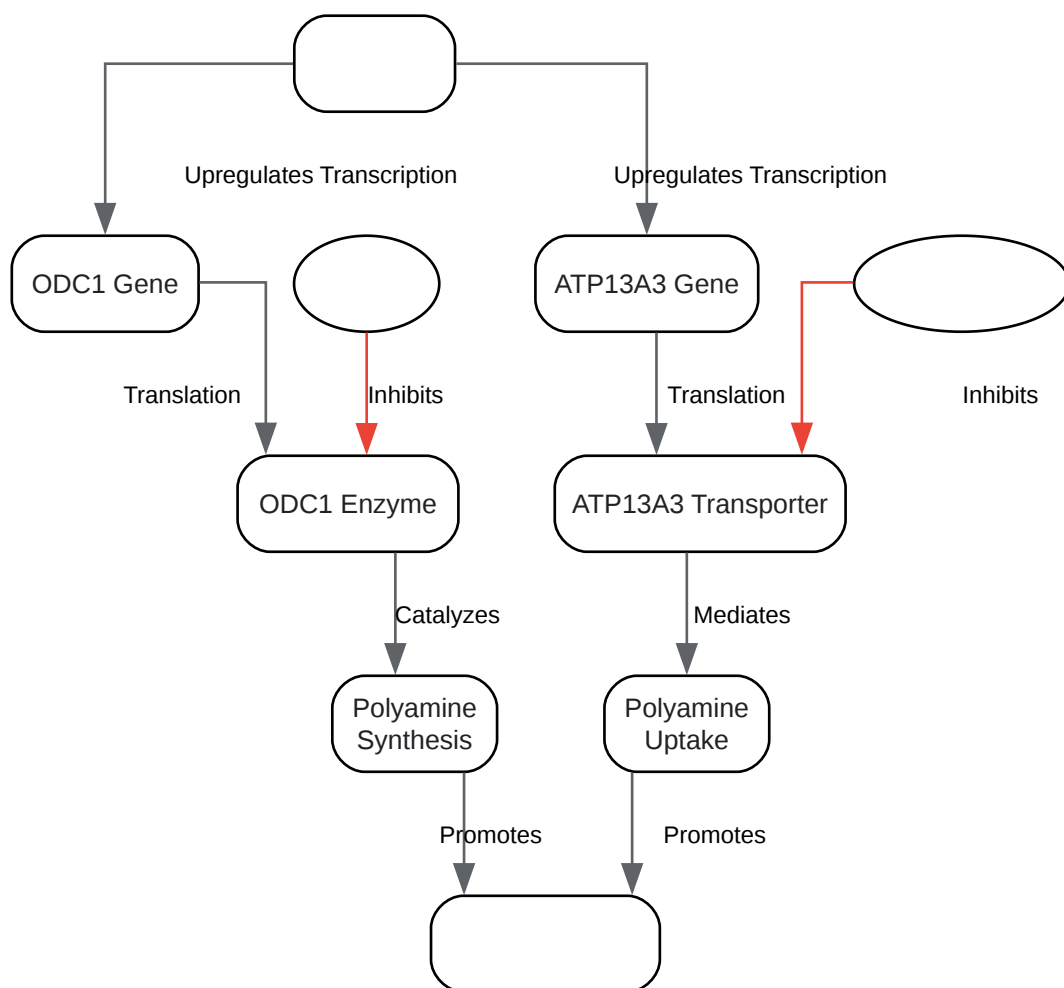 Upregulates Transcription
Upregulates Transcription
ODC1 Gene
ATP13A3 Gene
Translation
Inhibits
Translation
Inhibits
ODC1 Enzyme
ATP13A3 Transporter
Catalyzes
Mediates
Polyamine
Synthesis
Polyamine
Uptake
Promotes
Promotes